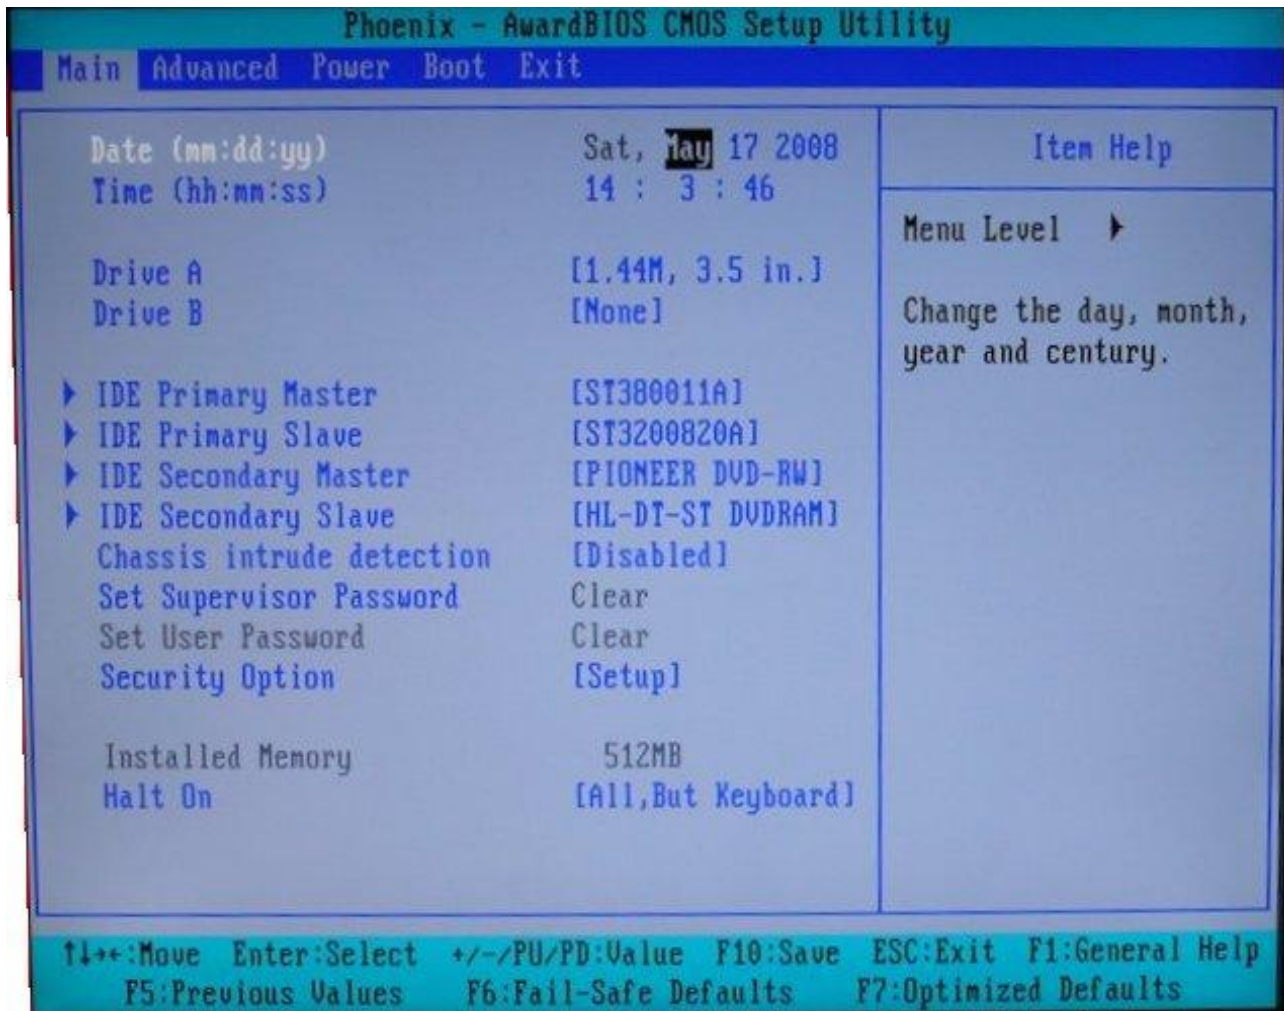 Phoenix - AwardBIOS CMOS Setup Utility
Main Advanced Power Boot Exit
Date (mm:dd:yy) Sat, May 17 2008
Time (hh:mm:ss) 14 : 3 : 46
Drive A [1.44M, 3.5 in.]
Drive B [None]
IDE Primary Master [ST380011A]
IDE Primary Slave [ST3200820A]
IDE Secondary Master [PIONEER DVD-RW]
IDE Secondary Slave [HL-DT-ST DVDRAM]
Chassis intrude detection [Disabled]
Set Supervisor Password Clear
Set User Password Clear
Security Option [Setup]
Installed Memory 512MB
Halt On [All,But Keyboard]
Item Help
Menu Level
Change the day, month,
year and century.
↑↓→←:Move Enter:Select +/-/PU/PD:Value F10:Save ESC:Exit F1:General Help
F5:Previous Values F6:Fail-Safe Defaults F7:Optimized Defaults